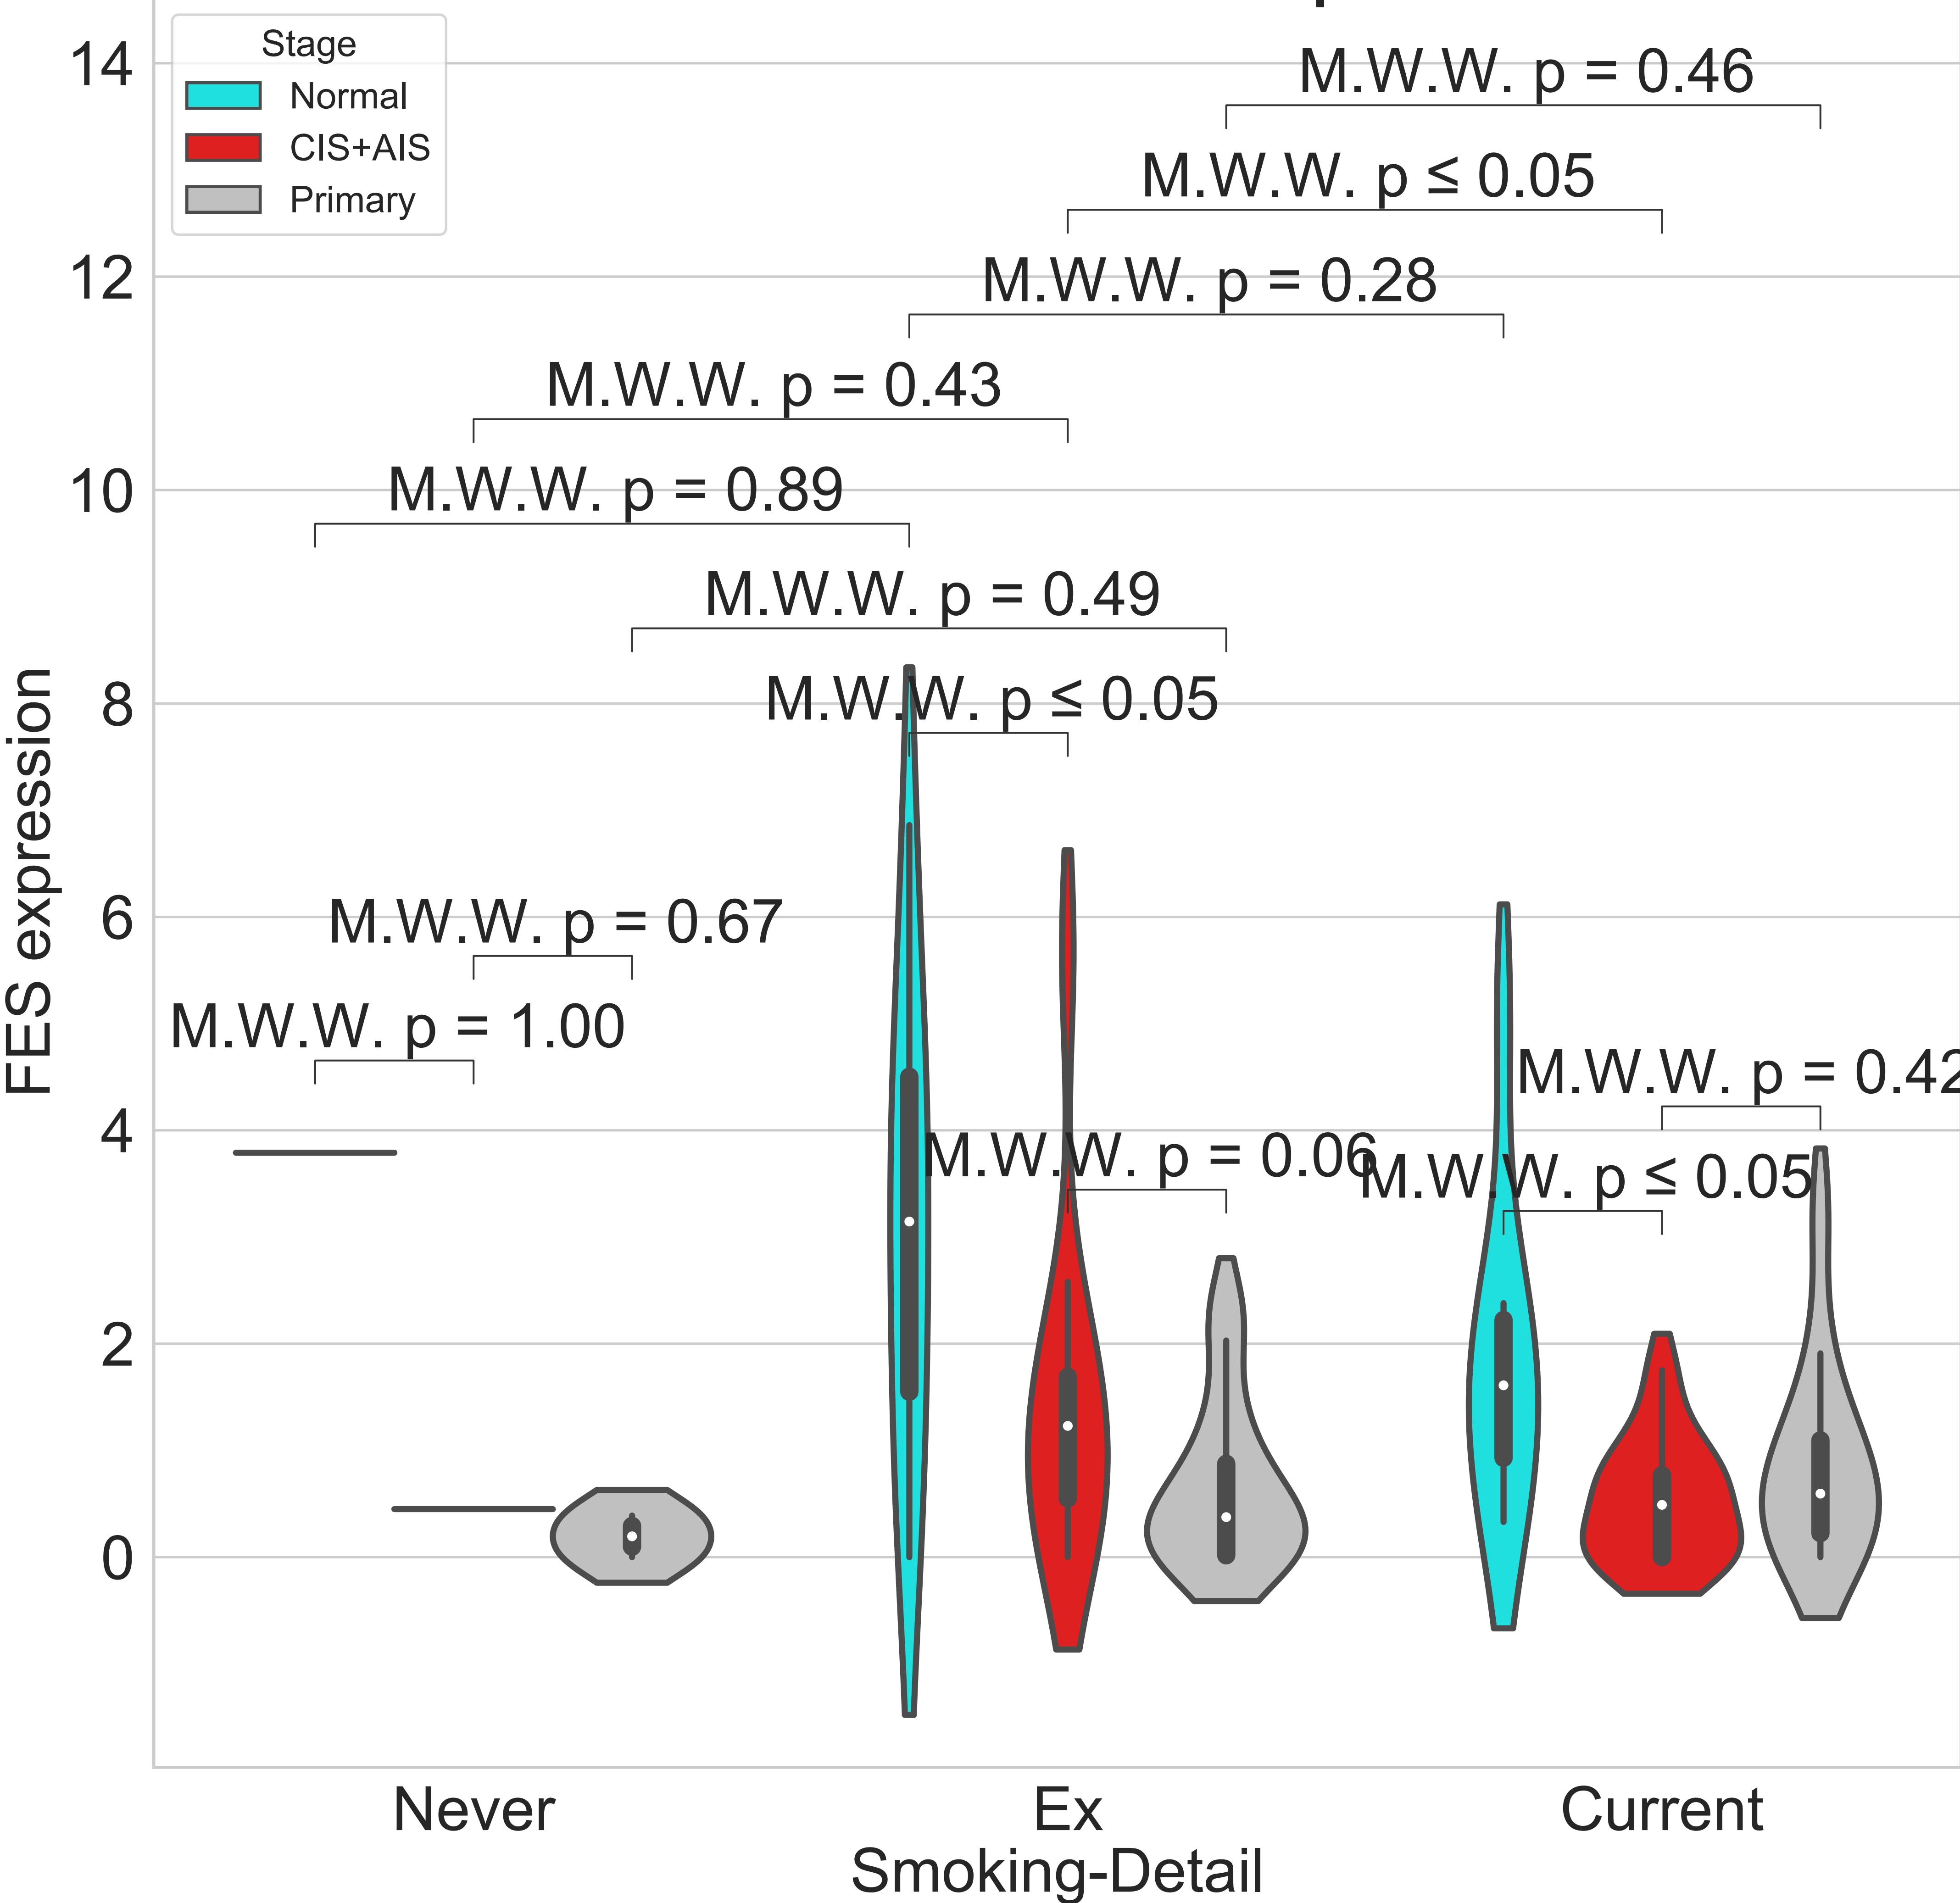 Stage
Normal
CIS+AIS
Primary
M.W.W. p = 0.46
M.W.W. p ≤ 0.05
M.W.W. p = 0.28
M.W.W. p = 0.43
M.W.W. p = 0.89
M.W.W. p = 0.49
M.W.W. p ≤ 0.05
M.W.W. p = 0.67
M.W.W. p = 1.00
M.W.W. p = 0.42
M.W.W. p = 0.06
M.W.W. p ≤ 0.05
14
12
10
8
6
4
2
0
FES expression
Never
Ex
Current
Smoking-Detail